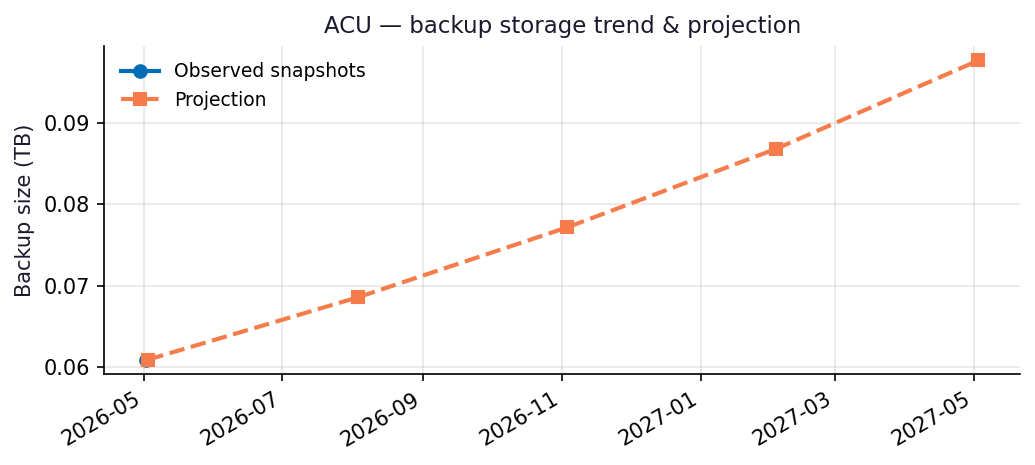 ACU — backup storage trend & projection
Observed snapshots
Projection
Backup size (TB)
0.09
0.08
0.07
0.06
2026-05
2026-07
2026-09
2026-11
2027-01
2027-03
2027-05